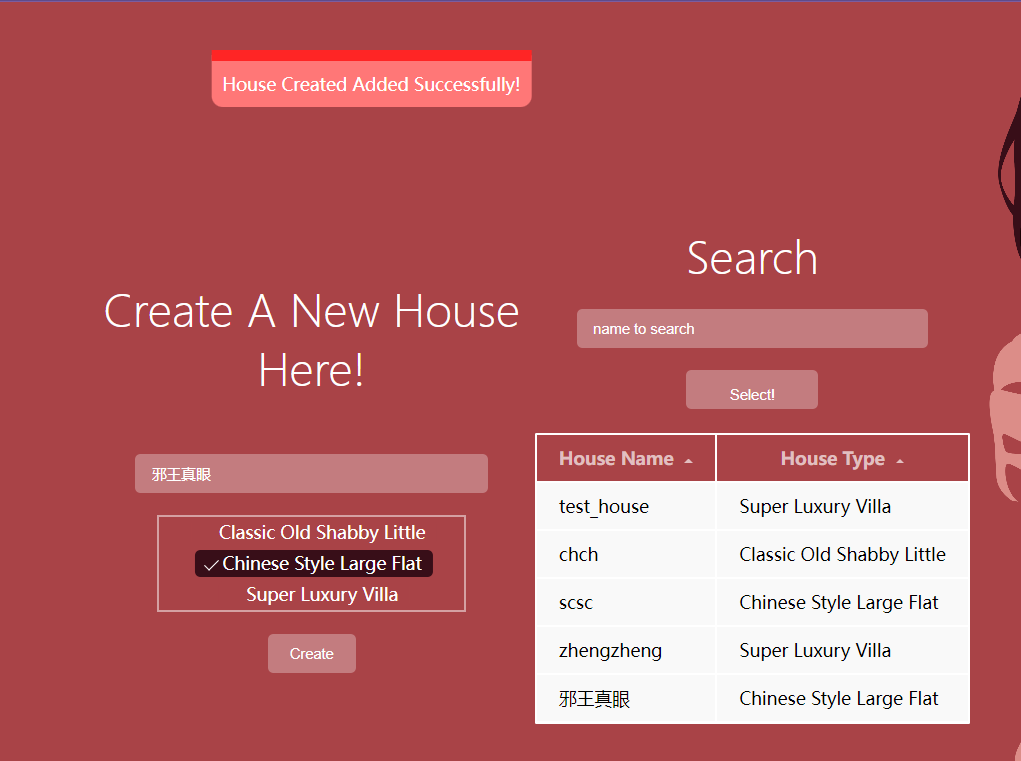 House Created Added Successfully!
Create A New House
Here!
邪王真眼
Classic Old Shabby Little
Chinese Style Large Flat
Super Luxury Villa
Create
Search
name to search
Select!
House Name House Type
test_house Super Luxury Villa
chch Classic Old Shabby Little
scsc Chinese Style Large Flat
zhengzheng Super Luxury Villa
邪王真眼 Chinese Style Large Flat